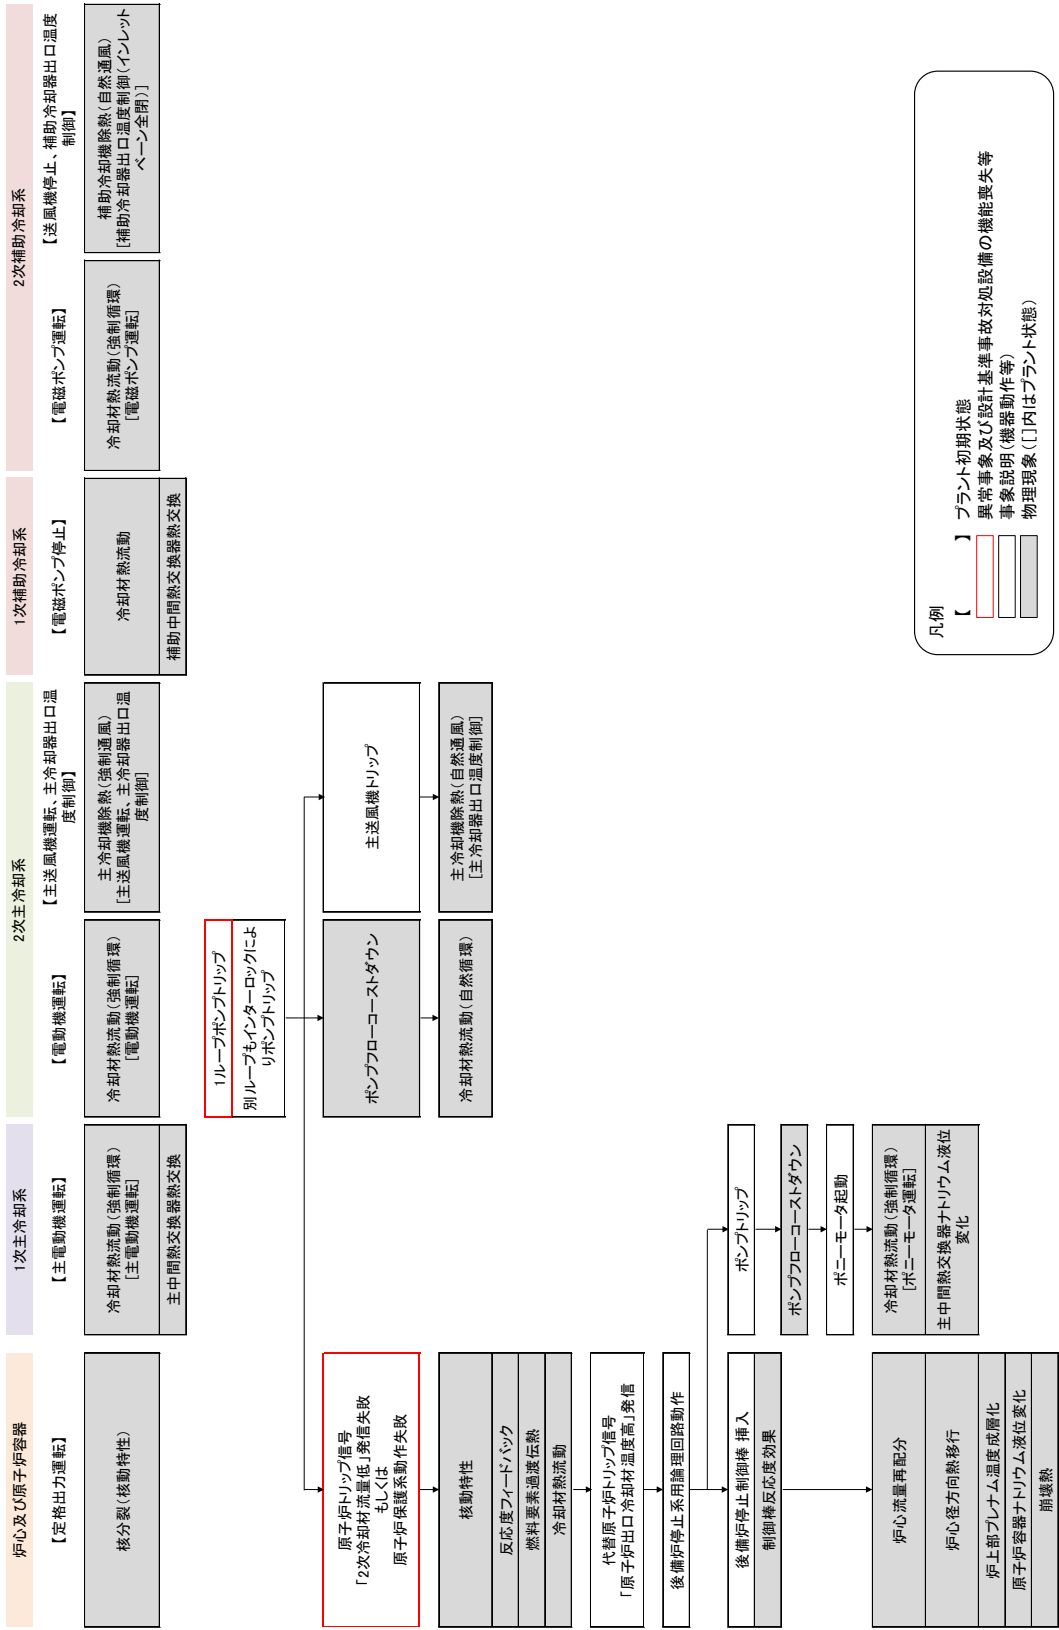 炉心及び原子炉容器
1次主冷却系
2次主冷却系
1次補助冷却系
2次補助冷却系
【定格出力運転】
【主電動機運転】
【電動機運転】
【主送風機運転、主冷却器出口温
度制御】
【電磁ポンプ停止】
【電磁ポンプ運転】
【送風機停止、補助冷却器出口温度
制御】
核分裂(核動特性)
冷却材熱流動(強制循環)
[主電動機運転]
主中間熱交換器熱交換
冷却材熱流動(強制循環)
[電動機運転]
主冷却機除熱(強制通風)
[主送風機運転、主冷却器出口温
度制御]
冷却材熱流動
補助中間熱交換器熱交換
冷却材熱流動(強制循環)
[電磁ポンプ運転]
補助冷却機除熱(自然通風)
[補助冷却器出口温度制御(インレット
ベーン全閉)]
1ループポンプトリップ
別ループもインターロックによ
りポンプトリップ
原子炉トリップ信号
「2次冷却材流量低」発信失敗
もしくは
原子炉保護系動作失敗
ポンプフローコーストダウン
主送風機トリップ
核動特性
反応度フィードバック
燃料要素過渡伝熱
冷却材熱流動
冷却材熱流動(自然循環)
主冷却機除熱(自然通風)
[主冷却器出口温度制御]
代替原子炉トリップ信号
「原子炉出口冷却材温度高」発信
後備炉停止系用論理回路動作
後備炉停止制御棒 挿入
制御棒反応度効果
ポンプトリップ
ポンプフローコーストダウン
ポニーモータ起動
炉心流量再配分
炉心径方向熱移行
炉上部プレナム温度成層化
原子炉容器ナトリウム液位変化
崩壊熱
冷却材熱流動(強制循環)
[ポニーモータ運転]
主中間熱交換器ナトリウム液位
変化
凡例
【 】 プラント初期状態
異常事象及び設計基準事故対処設備の機能喪失等
事象説明(機器動作等)
物理現象([]内はプラント状態)